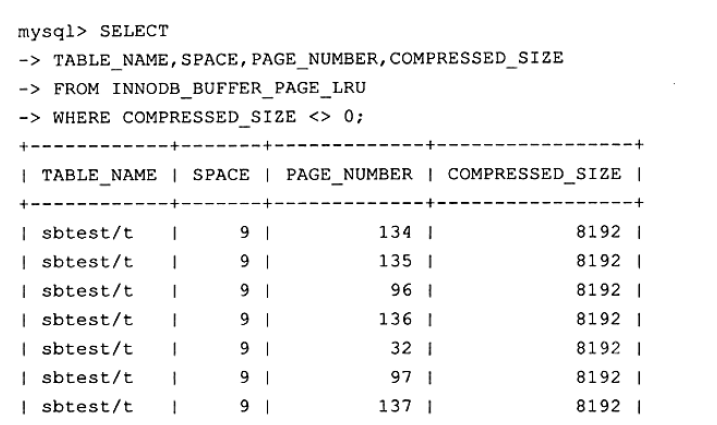 mysql> SELECT
-> TABLE_NAME,SPACE,PAGE_NUMBER,COMPRESSED_SIZE
-> FROM INNODB_BUFFER_PAGE_LRU
-> WHERE COMPRESSED_SIZE <> 0;
+------------+-------+-------------+-----------------+
| TABLE_NAME | SPACE | PAGE_NUMBER | COMPRESSED_SIZE |
+------------+-------+-------------+-----------------+
| sbtest/t   |     9 |         134 |            8192 |
| sbtest/t   |     9 |         135 |            8192 |
| sbtest/t   |     9 |          96 |            8192 |
| sbtest/t   |     9 |         136 |            8192 |
| sbtest/t   |     9 |          32 |            8192 |
| sbtest/t   |     9 |          97 |            8192 |
| sbtest/t   |     9 |         137 |            8192 |